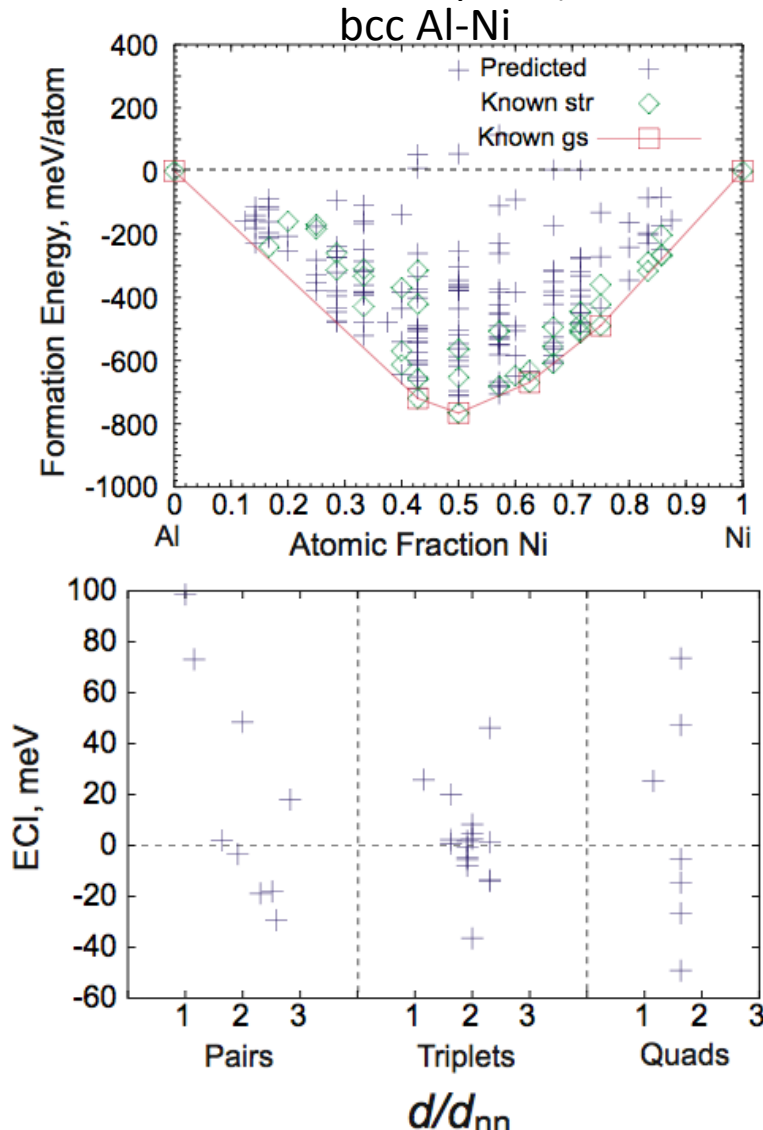 bcc Al-Ni
400
200
0
-200
-400
-600
-800
-1000
Formation Energy, meV/atom
Predicted
Known str
Known gs
0 0.1 0.2 0.3 0.4 0.5 0.6 0.7 0.8 0.9 1
Al Atomic Fraction Ni Ni
100
80
60
40
20
0
-20
-40
-60
ECI, meV
1 2 3 1 2 3 1 2 3
Pairs Triplets Quads
d/dnn